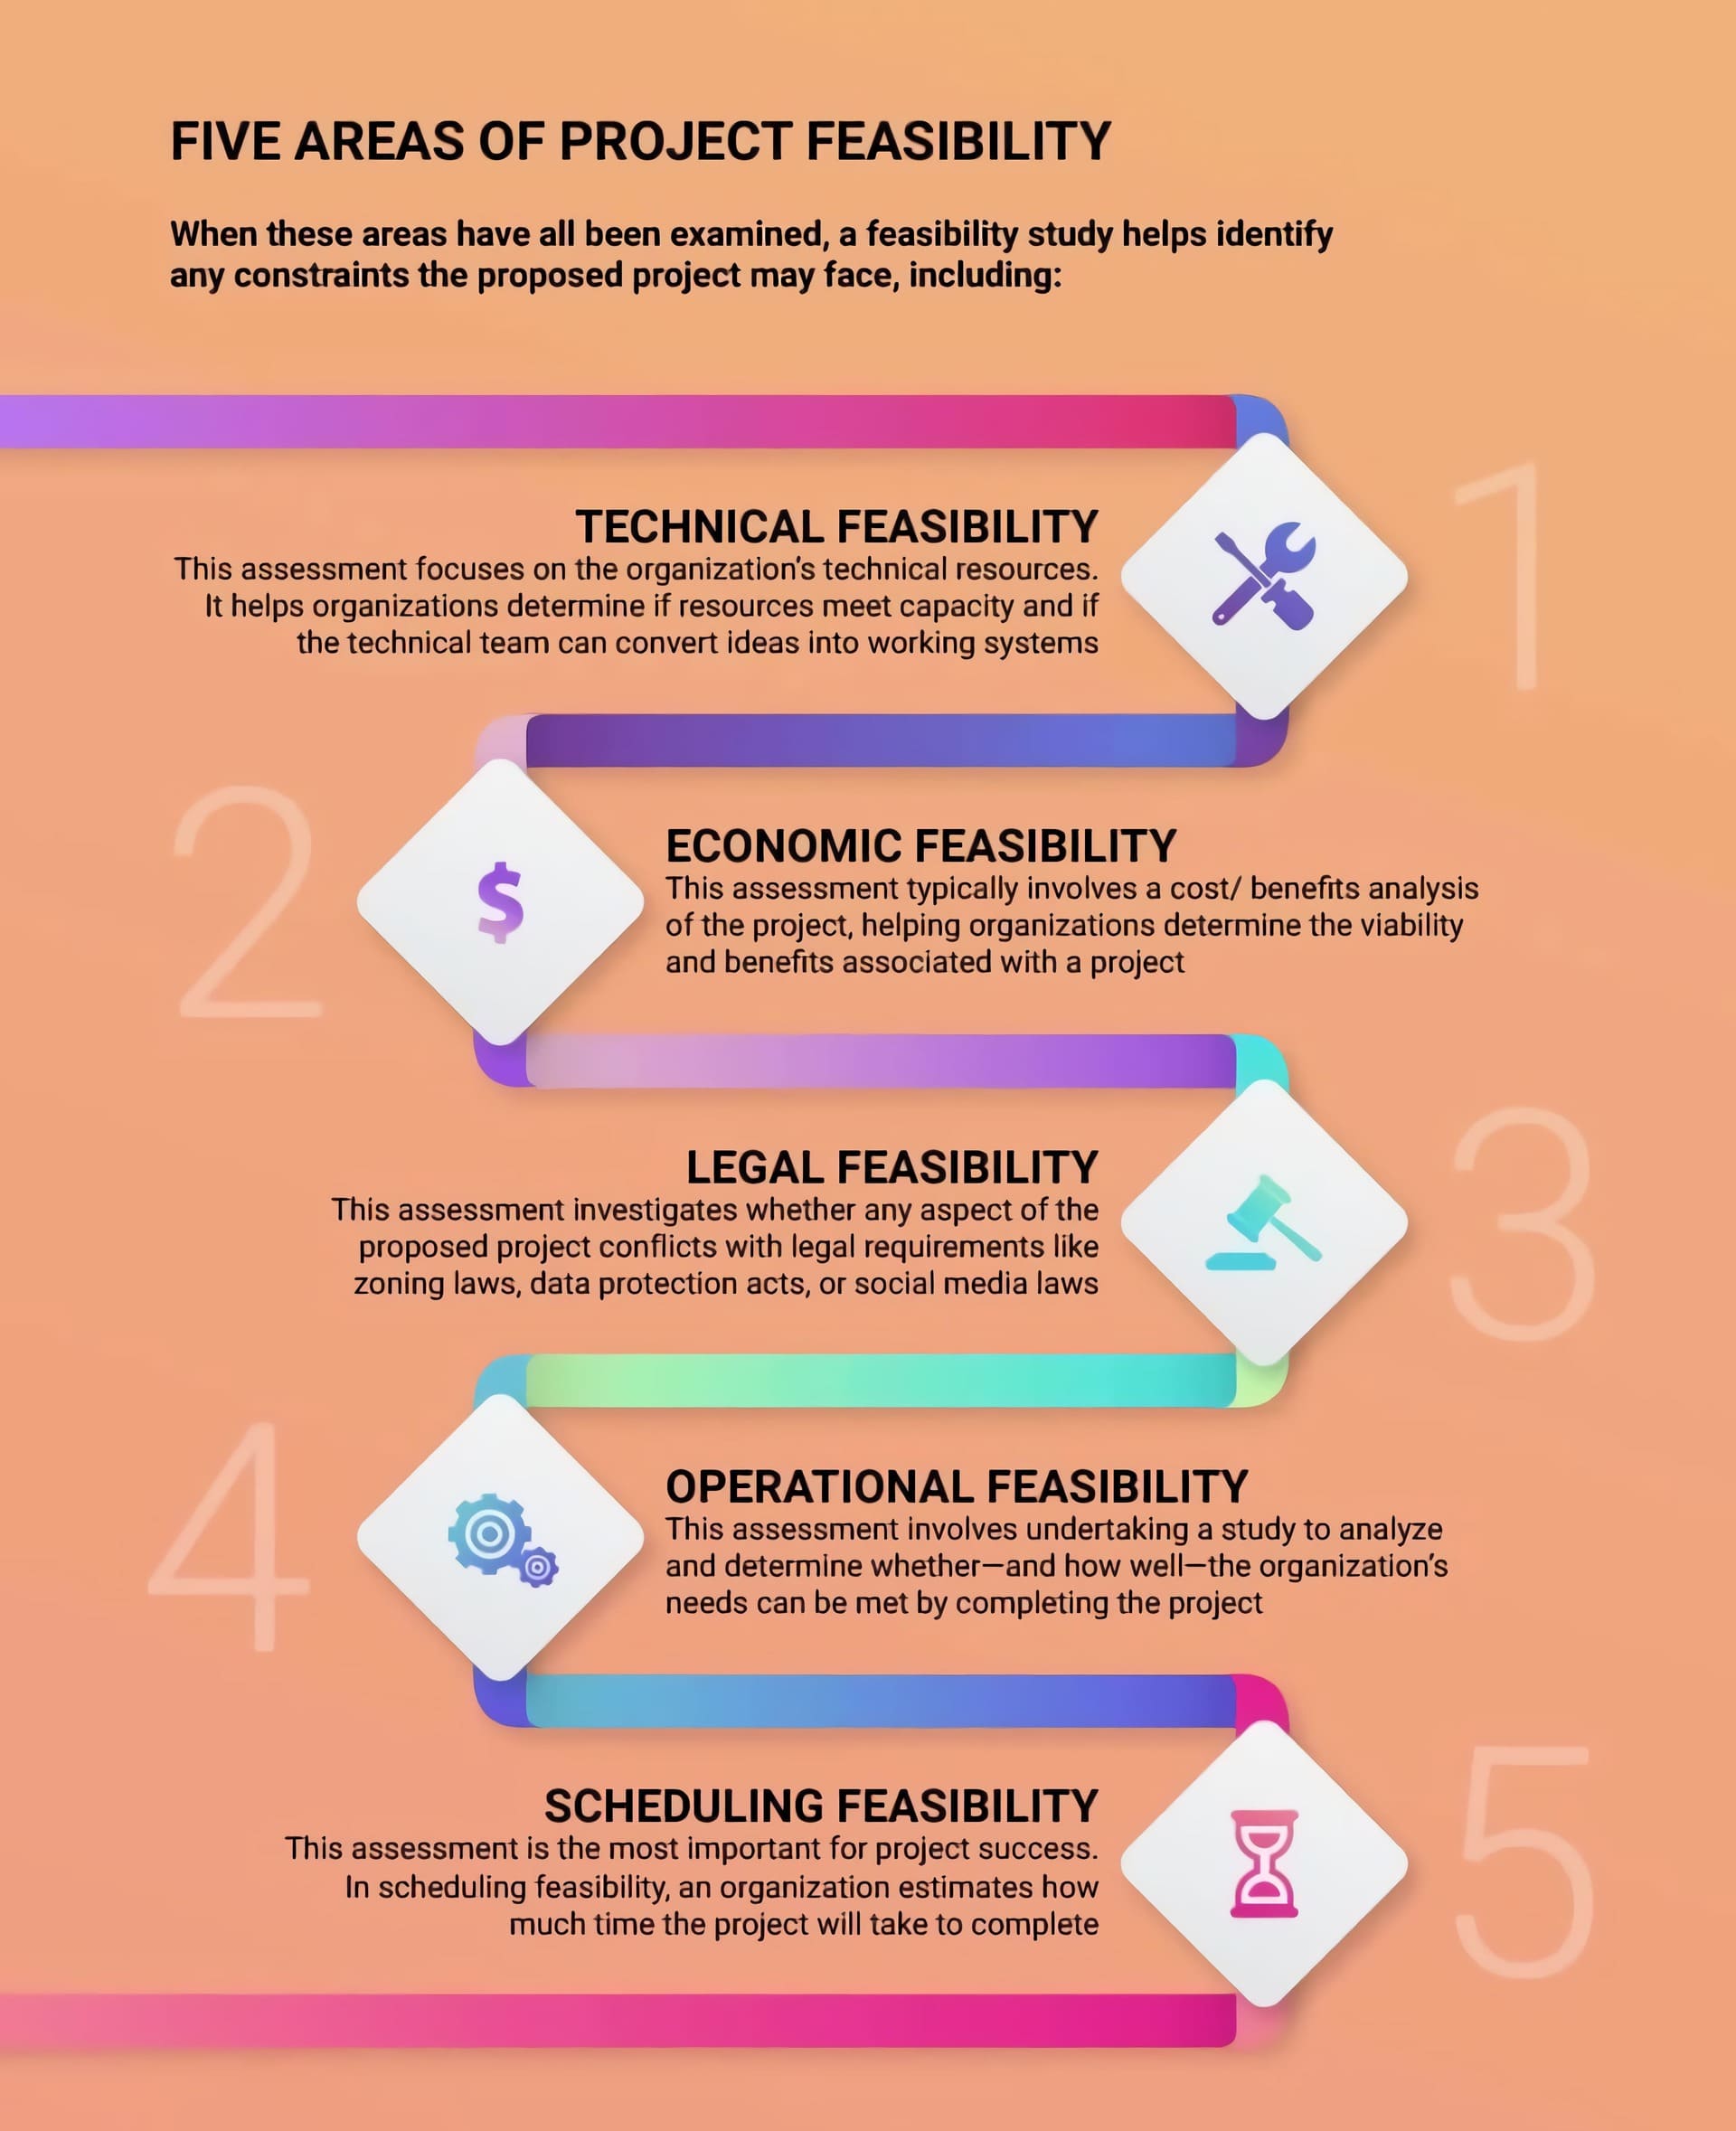 FIVE AREAS OF PROJECT FEASIBILITY
When these areas have all been examined, a feasibility study helps identify
any constraints the proposed project may face, including:
1
TECHNICAL FEASIBILITY
This assessment focuses on the organization's technical resources.
It helps organizations determine if resources meet capacity and if
the technical team can convert ideas into working systems
2
$
ECONOMIC FEASIBILITY
This assessment typically involves a cost/ benefits analysis
of the project, helping organizations determine the viability
and benefits associated with a project
3
LEGAL FEASIBILITY
This assessment investigates whether any aspect of the
proposed project conflicts with legal requirements like
zoning laws, data protection acts, or social media laws
4
OPERATIONAL FEASIBILITY
This assessment involves undertaking a study to analyze
and determine whether—and how well—the organization's
needs can be met by completing the project
5
SCHEDULING FEASIBILITY
This assessment is the most important for project success.
In scheduling feasibility, an organization estimates how
much time the project will take to complete